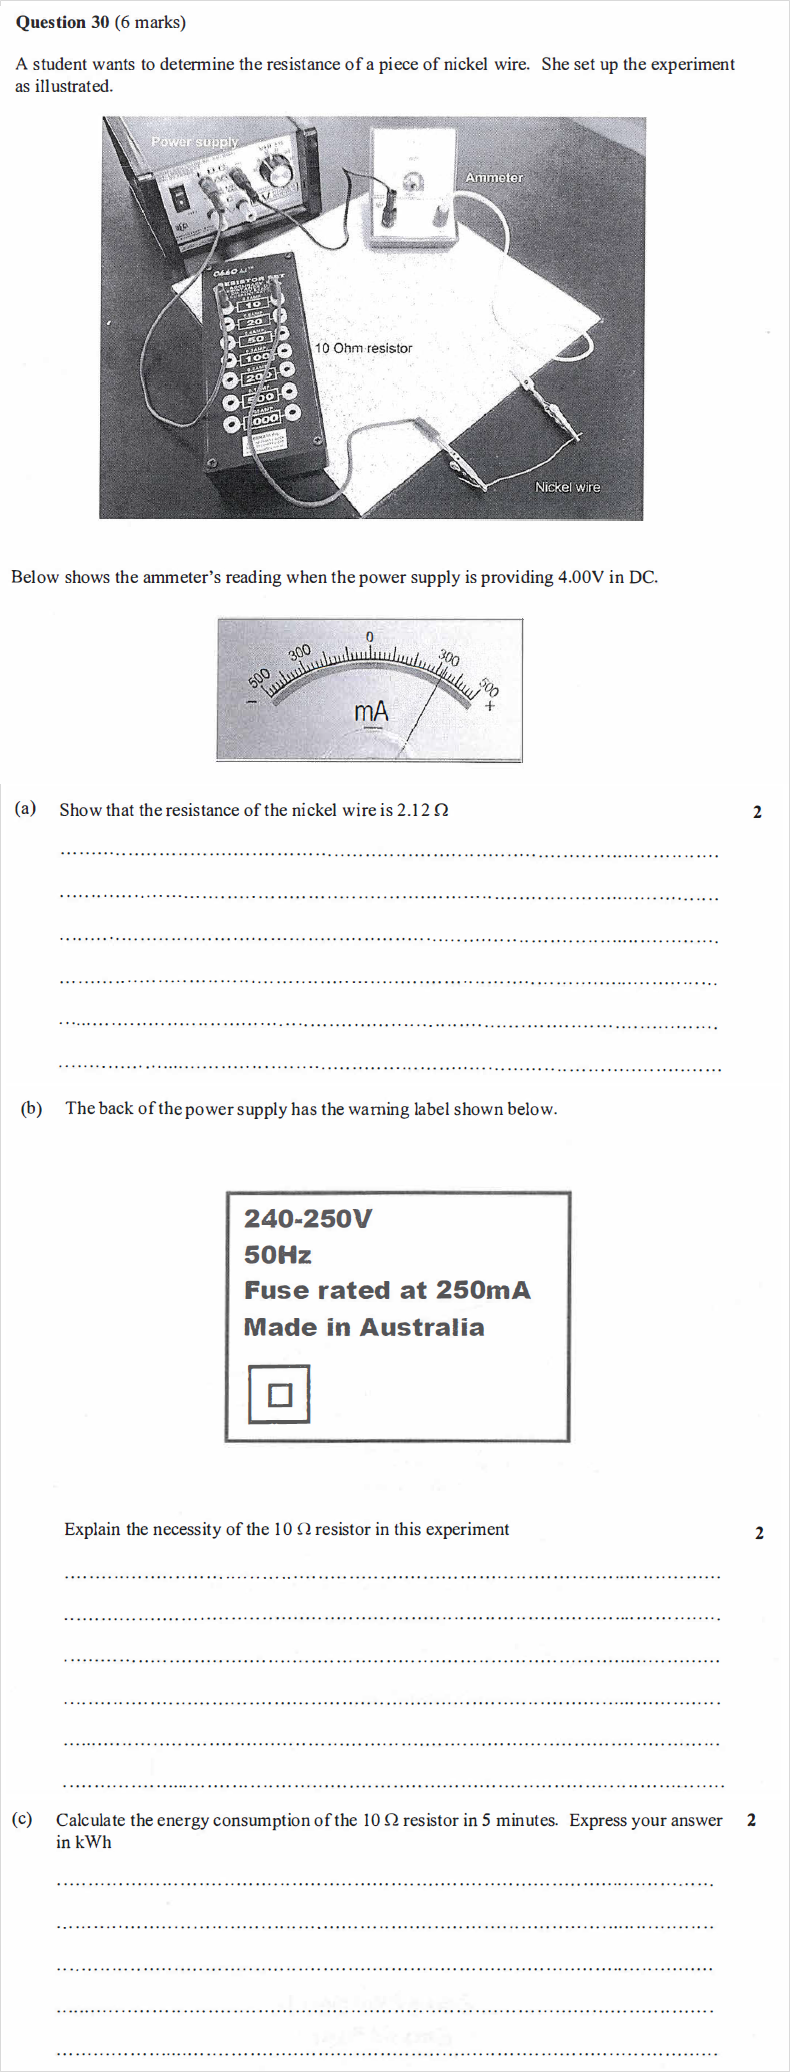 Question 30 (6 marks)
A student wants to determine the resistance of a piece of nickel wire. She set up the experiment
as illustrated.
Power supply
Ammeter
RESISTOR SET
10
20
50
100
200
500
1000
10 Ohm resistor
Nickel wire
Below shows the ammeter's reading when the power supply is providing 4.00V in DC.
0
300 300
500 500
- +
mA
(a) Show that the resistance of the nickel wire is 2.12 Ω 2
(b) The back of the power supply has the warning label shown below.
240-250V
50Hz
Fuse rated at 250mA
Made in Australia
Explain the necessity of the 10 Ω resistor in this experiment 2
(c) Calculate the energy consumption of the 10 Ω resistor in 5 minutes. Express your answer 2
in kWh